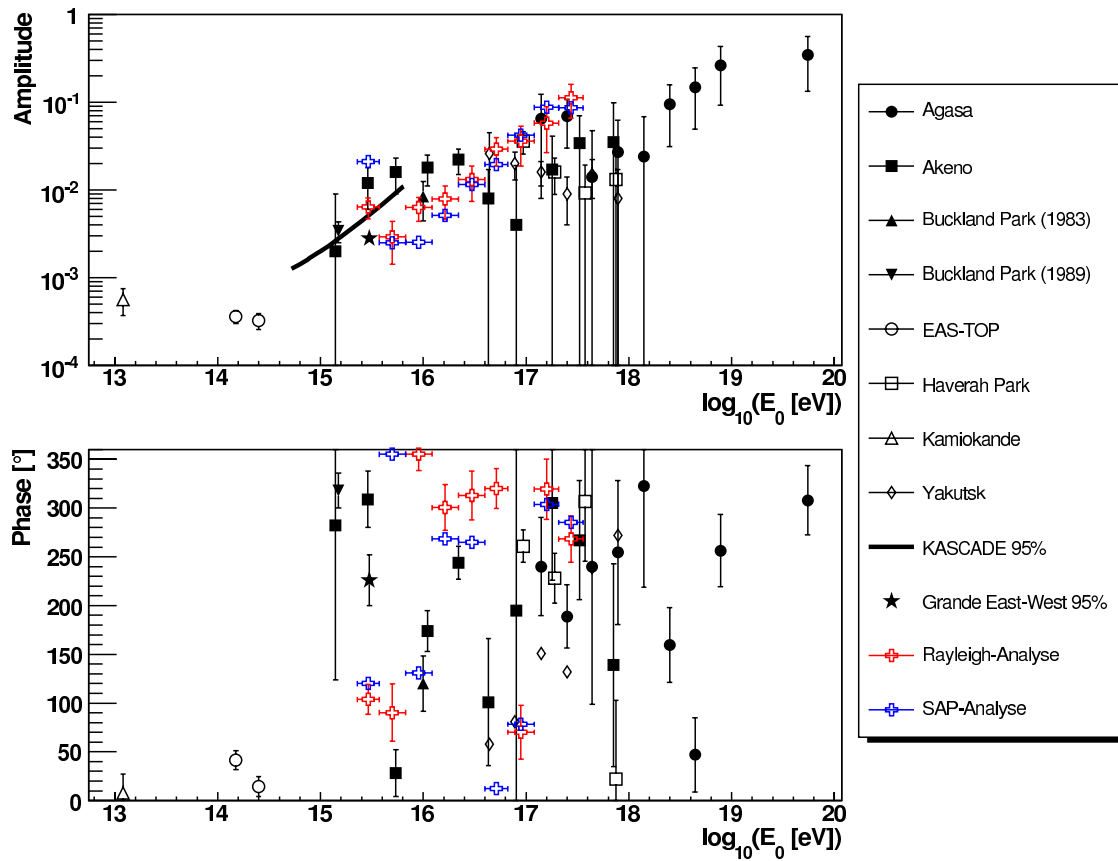 Amplitude
1
10^-1
10^-2
10^-3
10^-4
13 14 15 16 17 18 19 20
log10(E0 [eV])
Phase [°]
350
300
250
200
150
100
50
0
13 14 15 16 17 18 19 20
log10(E0 [eV])
Agasa
Akeno
Buckland Park (1983)
Buckland Park (1989)
EAS-TOP
Haverah Park
Kamiokande
Yakutsk
KASCADE 95%
Grande East-West 95%
Rayleigh-Analyse
SAP-Analyse